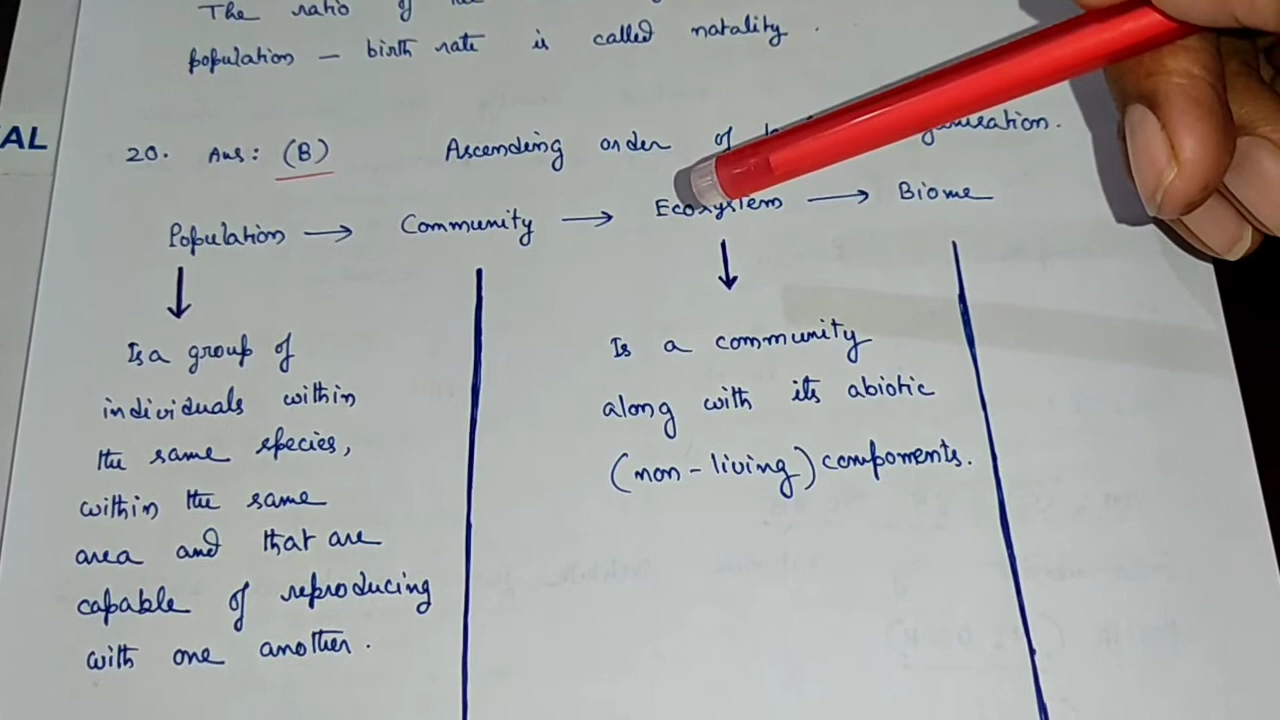 The ratio of
population – birth rate is called natality.
AL
20. Ans: (B) Ascending order of
Population → Community → Ecosystem → Biome
Is a group of
individuals within
the same species,
within the same
area and that are
capable of reproducing
with one another.
Is a community
along with its abiotic
(non-living) components.